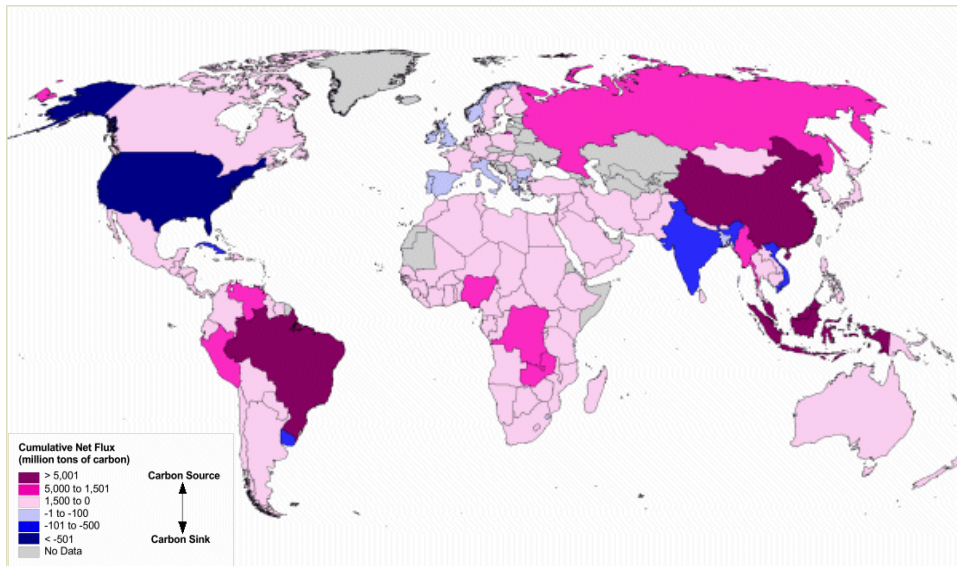 Cumulative Net Flux
(million tons of carbon)
> 5,001
5,000 to 1,501
1,500 to 0
-1 to -100
-101 to -500
< -501
No Data
Carbon Source
Carbon Sink